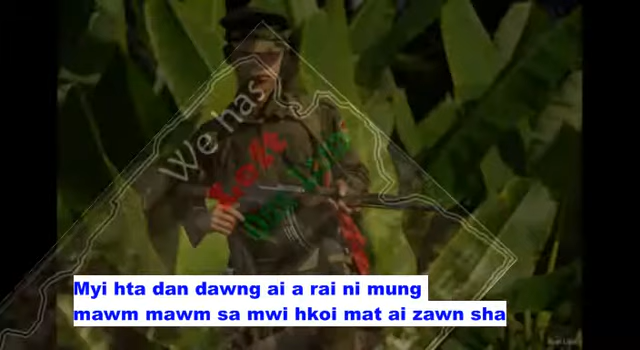 We has
Myi hta dan dawng ai a rai ni mung
mawm mawm sa mwi hkoi mat ai zawn sha